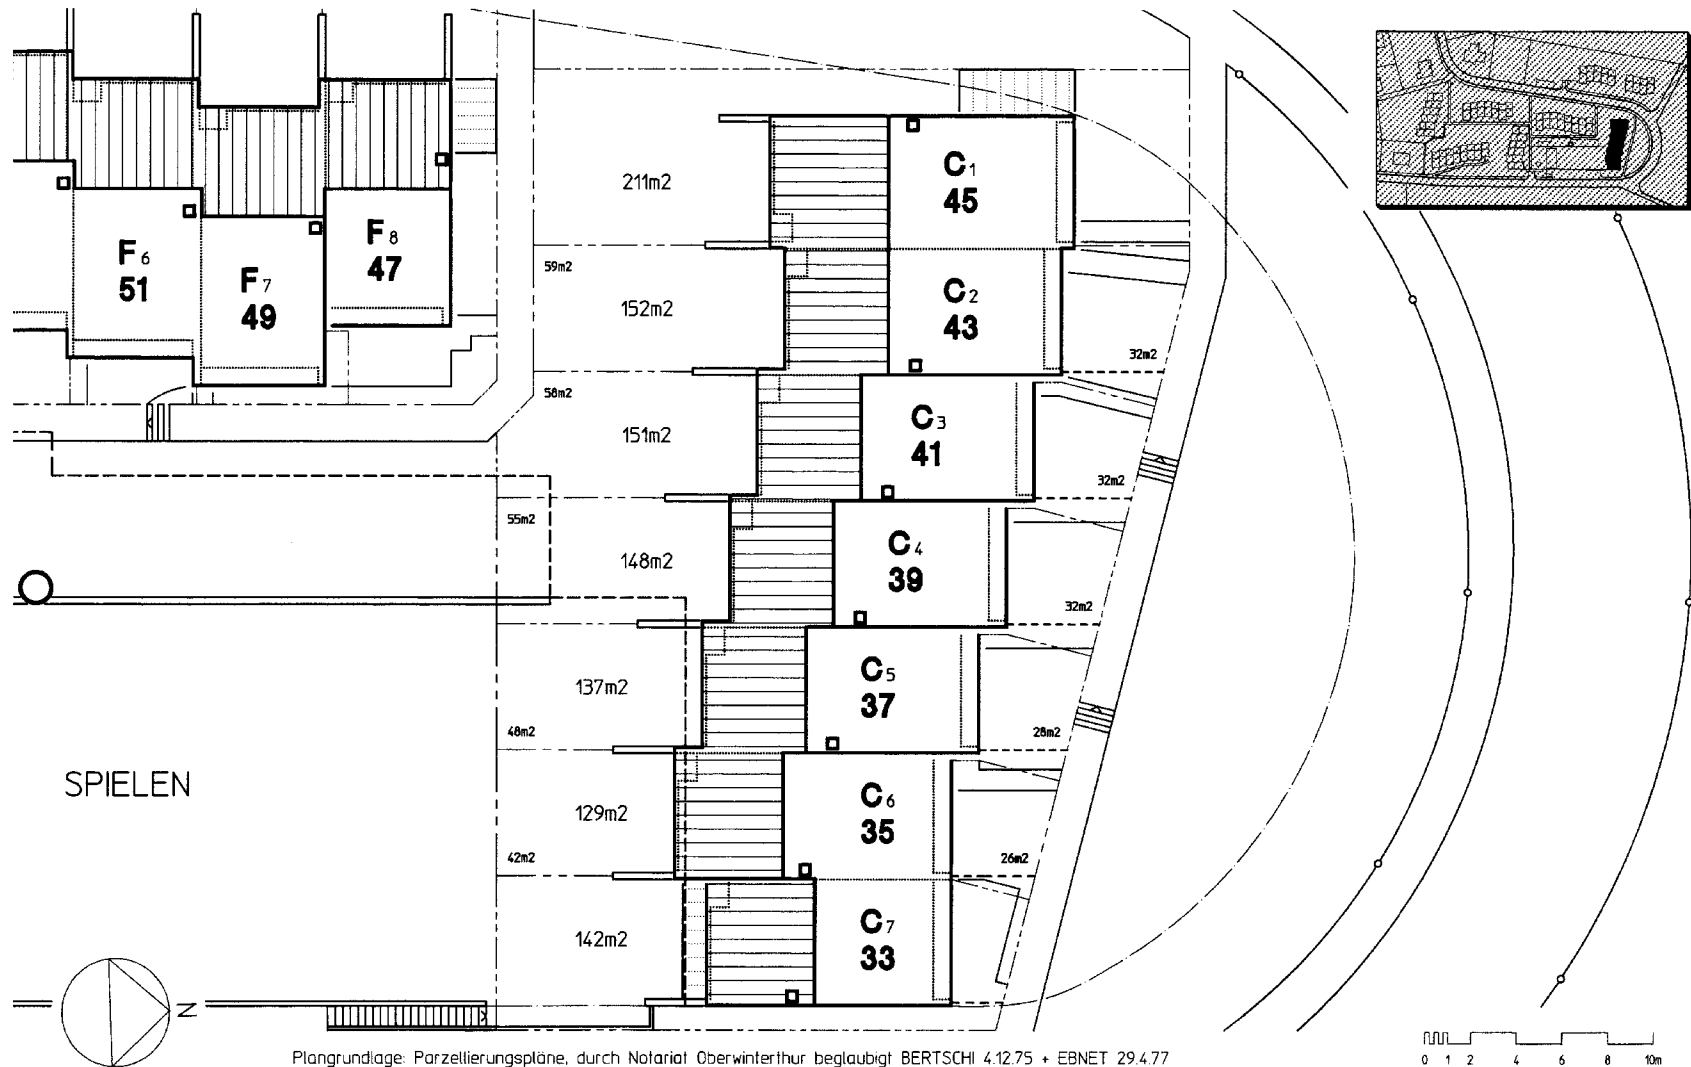 C1
45
211m2
F8
47
F6
51
F7
49
59m2
C2
43
152m2
32m2
58m2
C3
41
151m2
32m2
55m2
C4
39
148m2
32m2
C5
37
137m2
48m2
28m2
SPIELEN
C6
35
129m2
42m2
26m2
C7
33
142m2
N
Plangrundlage: Parzellierungspläne, durch Notariat Oberwinterthur beglaubigt BERTSCHI 4.12.75 + EBNET 29.4.77
0 1 2 4 6 8 10m